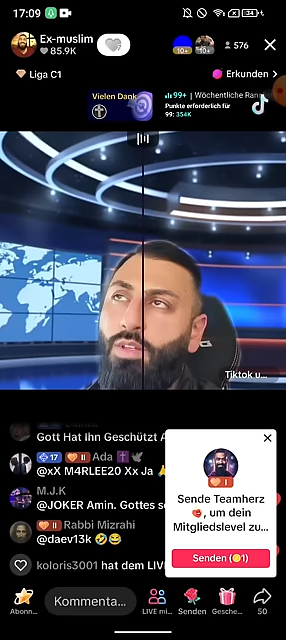 17:09
34
Ex-muslim
85.9K
10+
10+
576
Liga C1
Erkunden >
Vielen Dank
99+ | Wöchentliche Rang
Punkte erforderlich für
99: 354K
Tiktok u...
Gott Hat Ihn Geschützt A
17 II Ada
@xX M4RLEE20 Xx Ja
M.J.K
@JOKER Amin. Gottes se
II Rabbi Mizrahi
@daev13k
koloris3001 hat dem LIV
I
Sende Teamherz
, um dein
Mitgliedslevel zu...
Senden (1)
Kommenta...
Abonn...
LIVE mi...
Senden
Gesche...
50